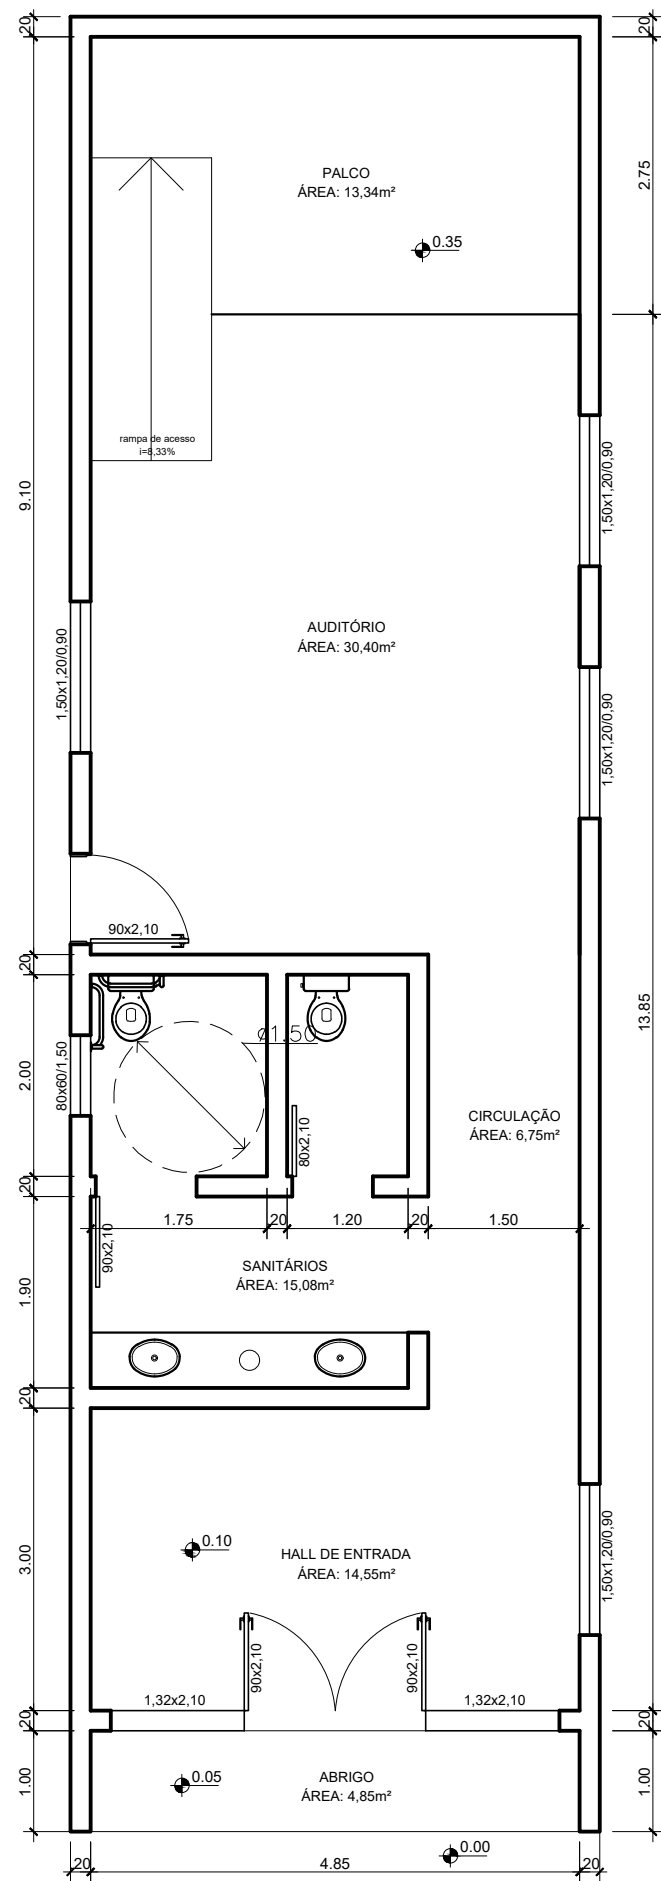 20
20
PALCO
ÁREA: 13,34m²
2.75
0.35
rampa de acesso
i=8,33%
1,50x1,20/0,90
9.10
AUDITÓRIO
ÁREA: 30,40m²
1,50x1,20/0,90
1,50x1,20/0,90
90x2,10
20
ø1.50
13.85
80x60/1,50
2.00
CIRCULAÇÃO
ÁREA: 6,75m²
80x2,10
20
1.75
20
1.20
20
1.50
90x2,10
SANITÁRIOS
ÁREA: 15,08m²
1.90
20
0.10
HALL DE ENTRADA
ÁREA: 14,55m²
3.00
1,50x1,20/0,90
90x2,10
90x2,10
1,32x2,10
1,32x2,10
20
20
0.05
ABRIGO
ÁREA: 4,85m²
1.00
1.00
0.00
20
4.85
20